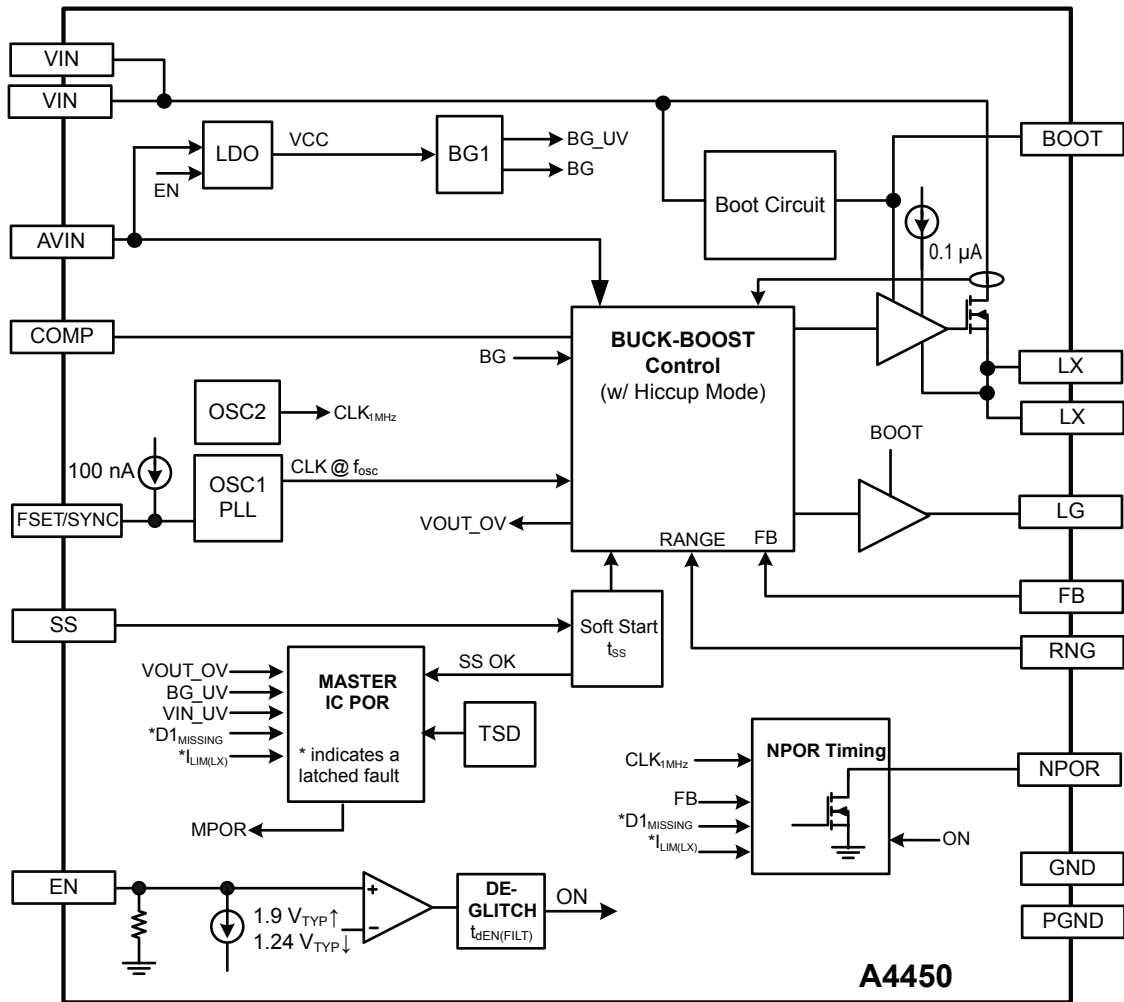 VIN
VIN
BOOT
LDO
VCC
BG1
BG_UV
BG
EN
Boot Circuit
0.1 µA
AVIN
COMP
BUCK-BOOST
Control
(w/ Hiccup Mode)
BG
LX
LX
OSC2
CLK1MHz
BOOT
100 nA
OSC1
PLL
CLK @ fosc
FSET/SYNC
VOUT_OV
RANGE
FB
LG
FB
SS
Soft Start
tSS
RNG
SS OK
VOUT_OV
BG_UV
VIN_UV
*D1MISSING
*ILIM(LX)
MASTER
IC POR
* indicates a
latched fault
TSD
NPOR Timing
CLK1MHz
FB
*D1MISSING
*ILIM(LX)
ON
NPOR
MPOR
GND
EN
+
−
1.9 VTYP↑
1.24 VTYP↓
DE-
GLITCH
tdEN(FILT)
ON
PGND
A4450